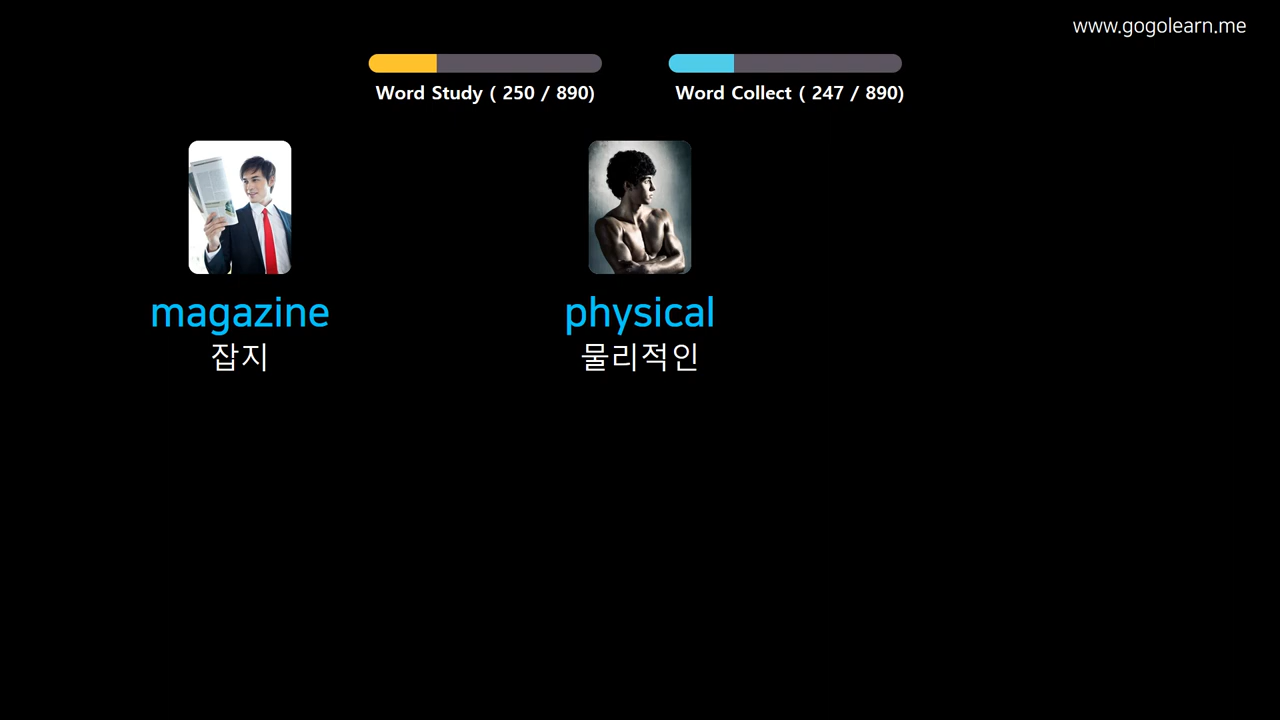 www.gogolearn.me
Word Study ( 250 / 890)
Word Collect ( 247 / 890)
magazine
잡지
physical
물리적인